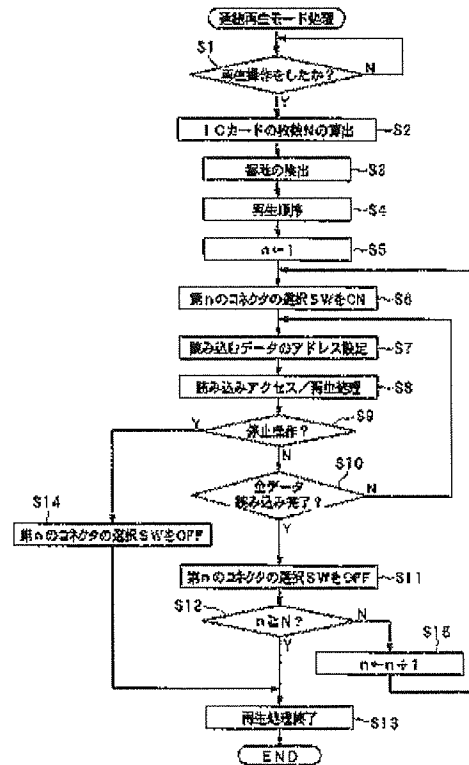 連続再生モード処理
S1
再生操作をしたか？
N
Y
ICカードの枚数Nの算出
S2
S3
再生順序
S4
n←1
S5
第nのコネクタの選択SWをON
S6
読み込むデータのアドレス設定
S7
読み込みアクセス／再生処理
S8
S9
停止操作？
Y
N
S10
全データ
読み込み完了？
N
Y
S14
第nのコネクタの選択SWをOFF
第nのコネクタの選択SWをOFF
S11
S12
n≧N？
N
Y
S15
n←n+1
再生処理終了
S13
END